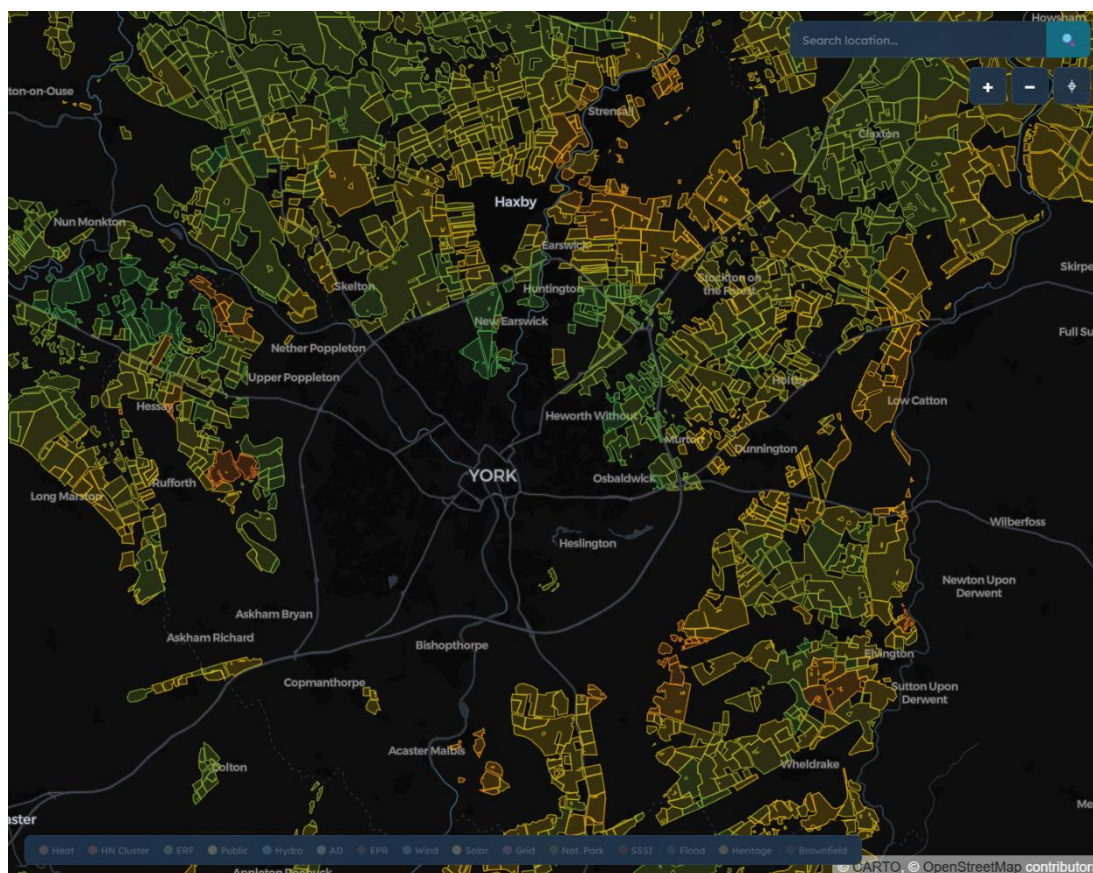 Howsham
Search location...
ton-on-Ouse
+
−
Strensall
Claxton
Haxby
Nun Monkton
Earswick
Skirpe
Stockton on
the Forest
Skelton
Huntington
New Earswick
Full Su
Nether Poppleton
Upper Poppleton
Holtby
Hessay
Low Catton
Heworth Without
Murton
Dunnington
YORK
Osbaldwick
Rufforth
Long Marston
Wilberfoss
Heslington
Newton Upon
Derwent
Askham Bryan
Askham Richard
Bishopthorpe
Elvington
Copmanthorpe
Sutton Upon
Derwent
Acaster Malbis
Wheldrake
Colton
Me
aster
Heat HN Cluster ERF Public Hydro AD EPR Wind Solar Grid Nat. Park SSSI Flood Heritage Brownfield
© CARTO, © OpenStreetMap contributor
Appleton Roebuck